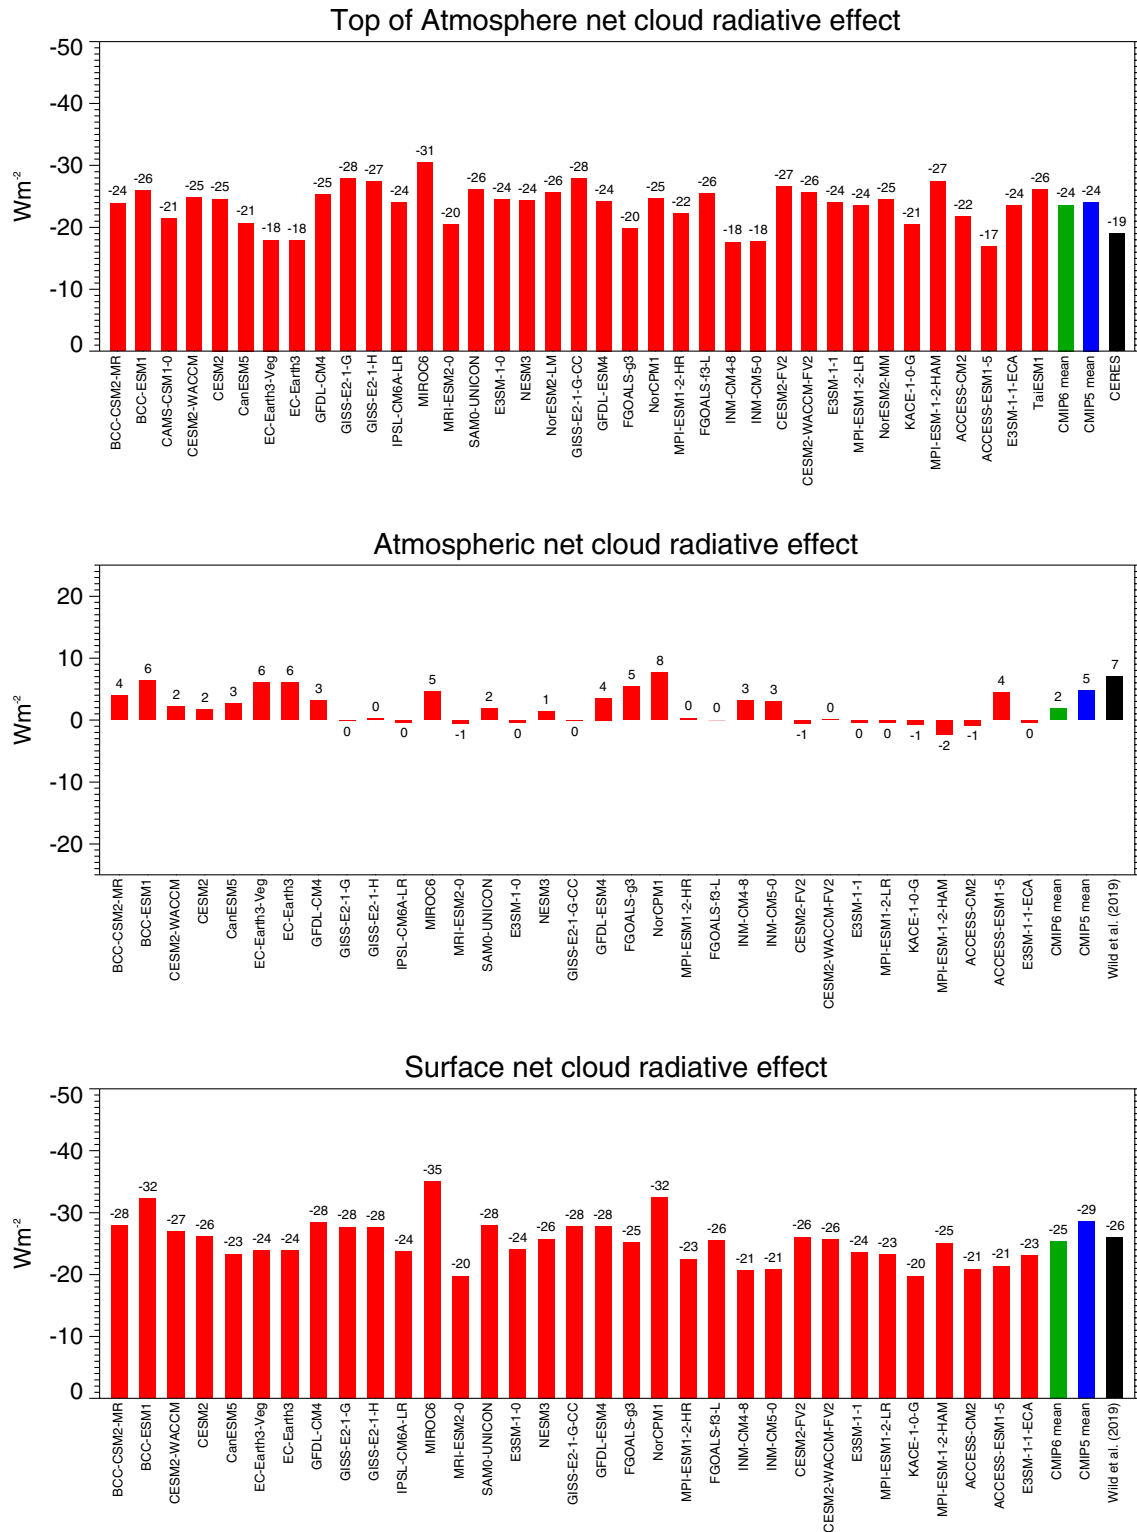 Top of Atmosphere net cloud radiative effect
Wm-2
-50
-40
-30
-20
-10
0
-24 -26 -21 -25 -25 -21 -18 -18 -25 -28 -27 -24 -31 -20 -26 -24 -24 -26 -28 -24 -20 -25 -22 -26 -18 -18 -27 -26 -24 -24 -25 -21 -27 -22 -17 -24 -26 -24 -24 -19
BCC-CSM2-MR
BCC-ESM1
CAMS-CSM1-0
CESM2-WACCM
CESM2
CanESM5
EC-Earth3-Veg
EC-Earth3
GFDL-CM4
GISS-E2-1-G
GISS-E2-1-H
IPSL-CM6A-LR
MIROC6
MRI-ESM2-0
SAM0-UNICON
E3SM-1-0
NESM3
NorESM2-LM
GISS-E2-1-G-CC
GFDL-ESM4
FGOALS-g3
NorCPM1
MPI-ESM1-2-HR
FGOALS-f3-L
INM-CM4-8
INM-CM5-0
CESM2-FV2
CESM2-WACCM-FV2
E3SM-1-1
MPI-ESM1-2-LR
NorESM2-MM
KACE-1-0-G
MPI-ESM-1-2-HAM
ACCESS-CM2
ACCESS-ESM1-5
E3SM-1-1-ECA
TaiESM1
CMIP6 mean
CMIP5 mean
CERES
Atmospheric net cloud radiative effect
Wm-2
20
10
0
-10
-20
4 6 2 2 3 6 6 3 0 0 0 5 -1 2 0 1 0 4 5 8 0 0 3 3 -1 0 0 0 -1 -2 -1 4 0 2 5 7
BCC-CSM2-MR
BCC-ESM1
CESM2-WACCM
CESM2
CanESM5
EC-Earth3-Veg
EC-Earth3
GFDL-CM4
GISS-E2-1-G
GISS-E2-1-H
IPSL-CM6A-LR
MIROC6
MRI-ESM2-0
SAM0-UNICON
E3SM-1-0
NESM3
GISS-E2-1-G-CC
GFDL-ESM4
FGOALS-g3
NorCPM1
MPI-ESM1-2-HR
FGOALS-f3-L
INM-CM4-8
INM-CM5-0
CESM2-FV2
CESM2-WACCM-FV2
E3SM-1-1
MPI-ESM1-2-LR
KACE-1-0-G
MPI-ESM-1-2-HAM
ACCESS-CM2
ACCESS-ESM1-5
E3SM-1-1-ECA
CMIP6 mean
CMIP5 mean
Wild et al. (2019)
Surface net cloud radiative effect
Wm-2
-50
-40
-30
-20
-10
0
-28 -32 -27 -26 -23 -24 -24 -28 -28 -28 -24 -35 -20 -28 -24 -26 -28 -28 -25 -32 -23 -26 -21 -21 -26 -26 -24 -23 -20 -25 -21 -21 -23 -25 -29 -26
BCC-CSM2-MR
BCC-ESM1
CESM2-WACCM
CESM2
CanESM5
EC-Earth3-Veg
EC-Earth3
GFDL-CM4
GISS-E2-1-G
GISS-E2-1-H
IPSL-CM6A-LR
MIROC6
MRI-ESM2-0
SAM0-UNICON
E3SM-1-0
NESM3
GISS-E2-1-G-CC
GFDL-ESM4
FGOALS-g3
NorCPM1
MPI-ESM1-2-HR
FGOALS-f3-L
INM-CM4-8
INM-CM5-0
CESM2-FV2
CESM2-WACCM-FV2
E3SM-1-1
MPI-ESM1-2-LR
KACE-1-0-G
MPI-ESM-1-2-HAM
ACCESS-CM2
ACCESS-ESM1-5
E3SM-1-1-ECA
CMIP6 mean
CMIP5 mean
Wild et al. (2019)